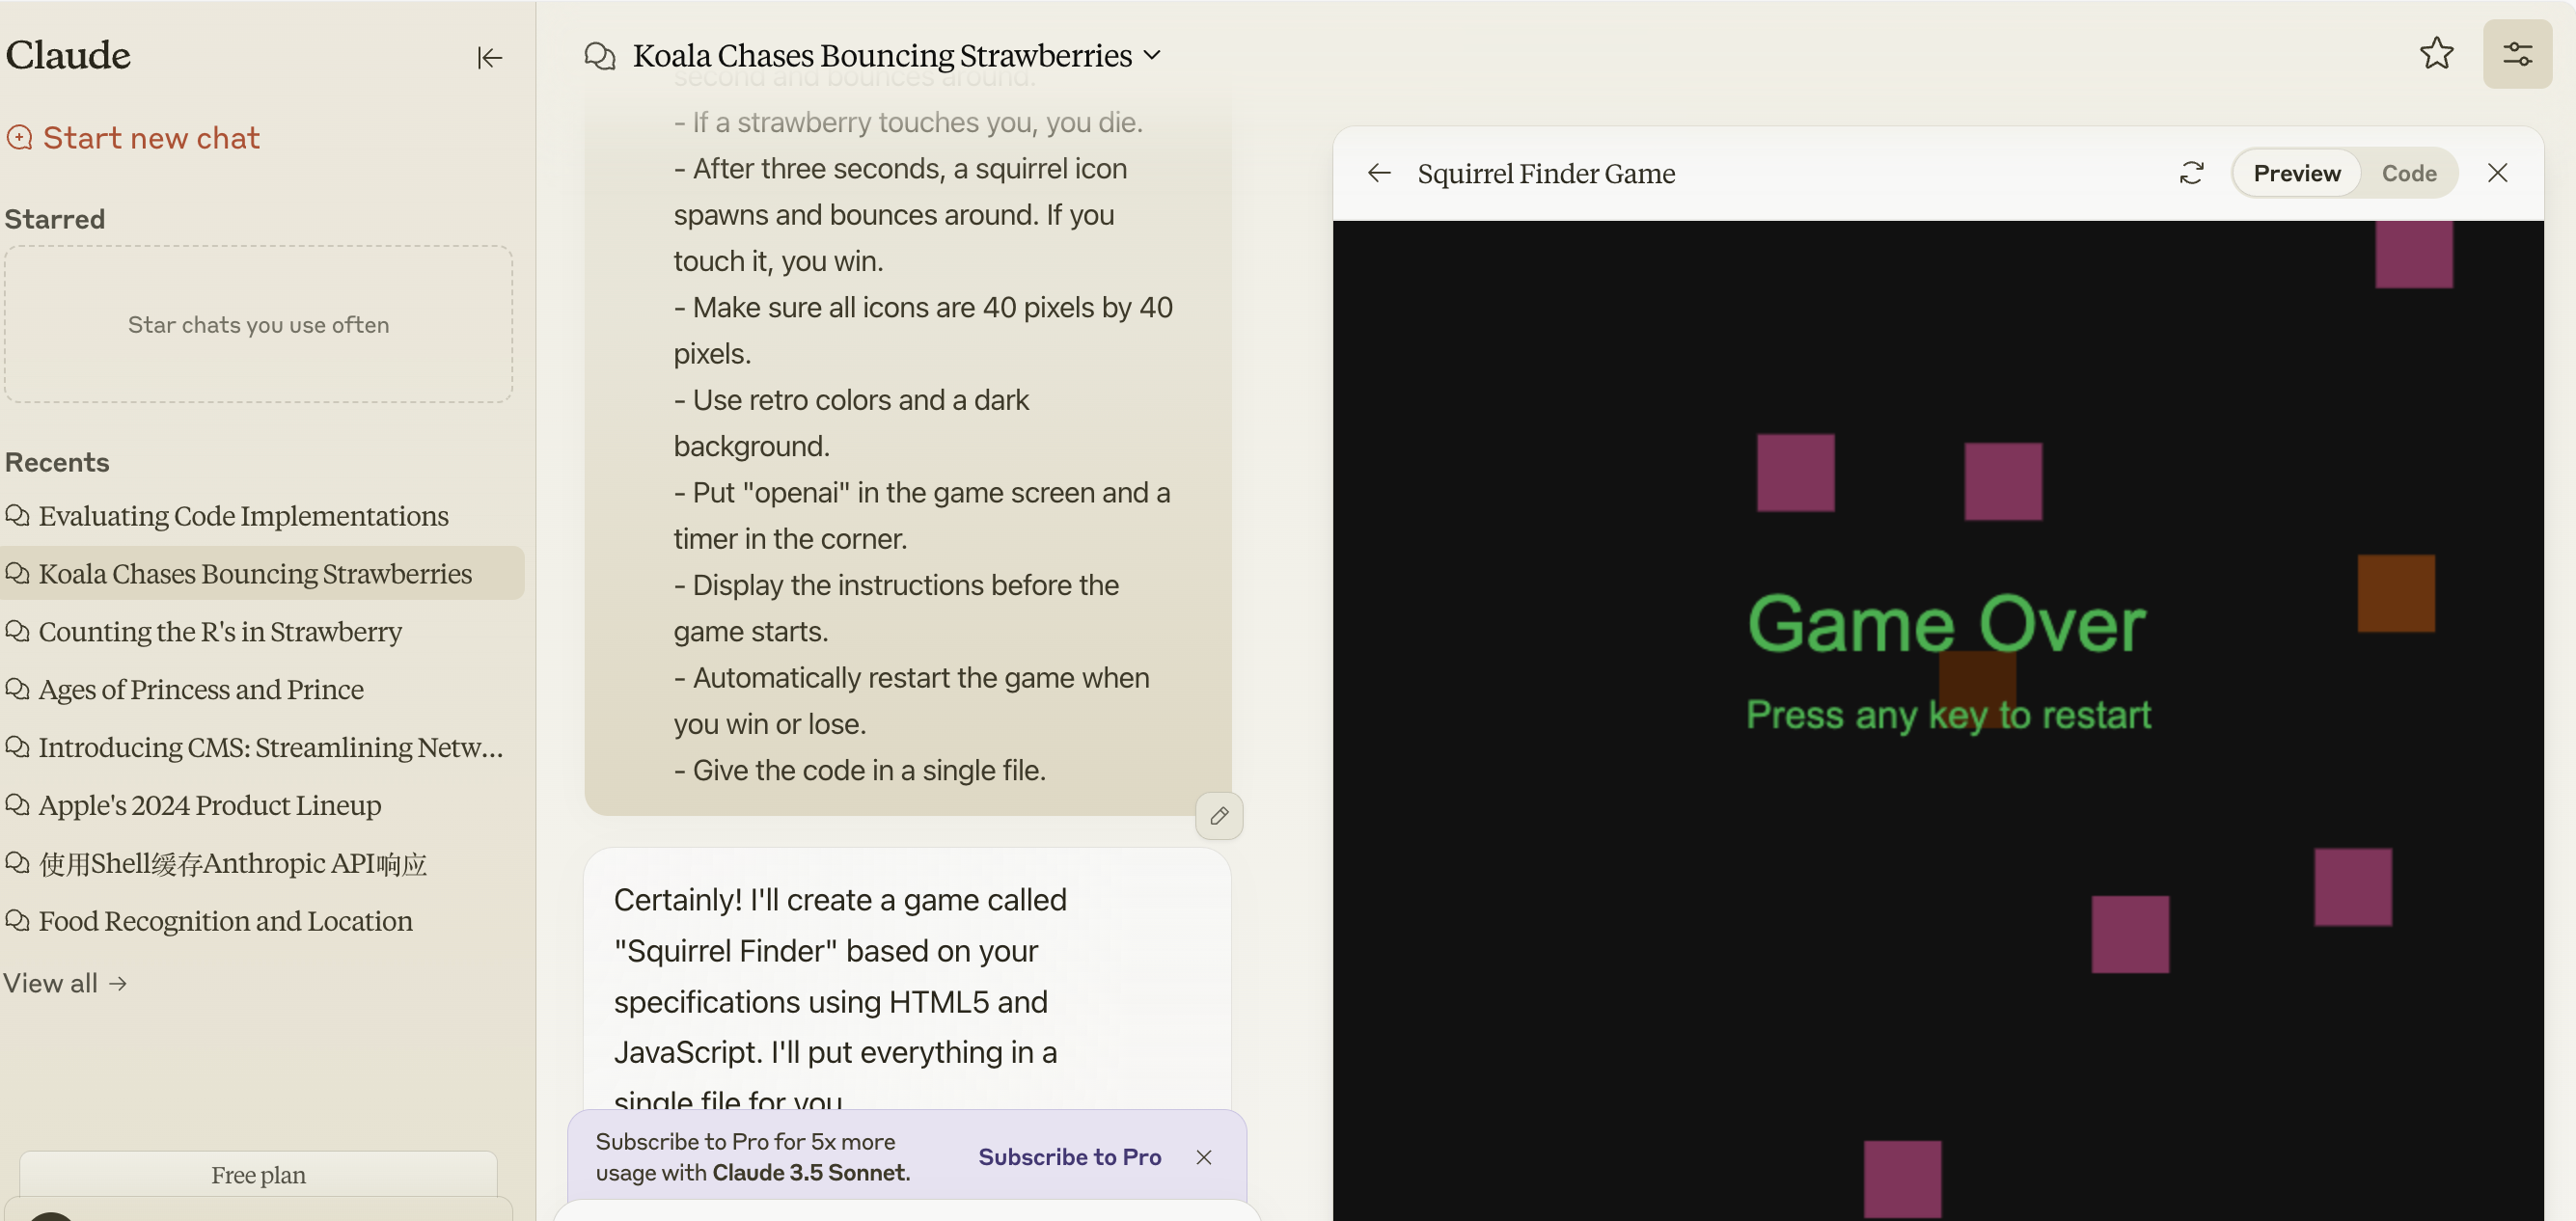 Claude
Start new chat
Starred
Star chats you use often
Recents
Evaluating Code Implementations
Koala Chases Bouncing Strawberries
Counting the R's in Strawberry
Ages of Princess and Prince
Introducing CMS: Streamlining Netw...
Apple's 2024 Product Lineup
使用Shell缓存Anthropic API响应
Food Recognition and Location
View all →
Free plan
Koala Chases Bouncing Strawberries
second and bounces around.
- If a strawberry touches you, you die.
- After three seconds, a squirrel icon
spawns and bounces around. If you
touch it, you win.
- Make sure all icons are 40 pixels by 40
pixels.
- Use retro colors and a dark
background.
- Put "openai" in the game screen and a
timer in the corner.
- Display the instructions before the
game starts.
- Automatically restart the game when
you win or lose.
- Give the code in a single file.
Certainly! I'll create a game called
"Squirrel Finder" based on your
specifications using HTML5 and
JavaScript. I'll put everything in a
single file for you
Subscribe to Pro for 5x more
usage with Claude 3.5 Sonnet.
Subscribe to Pro
Squirrel Finder Game
Preview
Code
Game Over
Press any key to restart